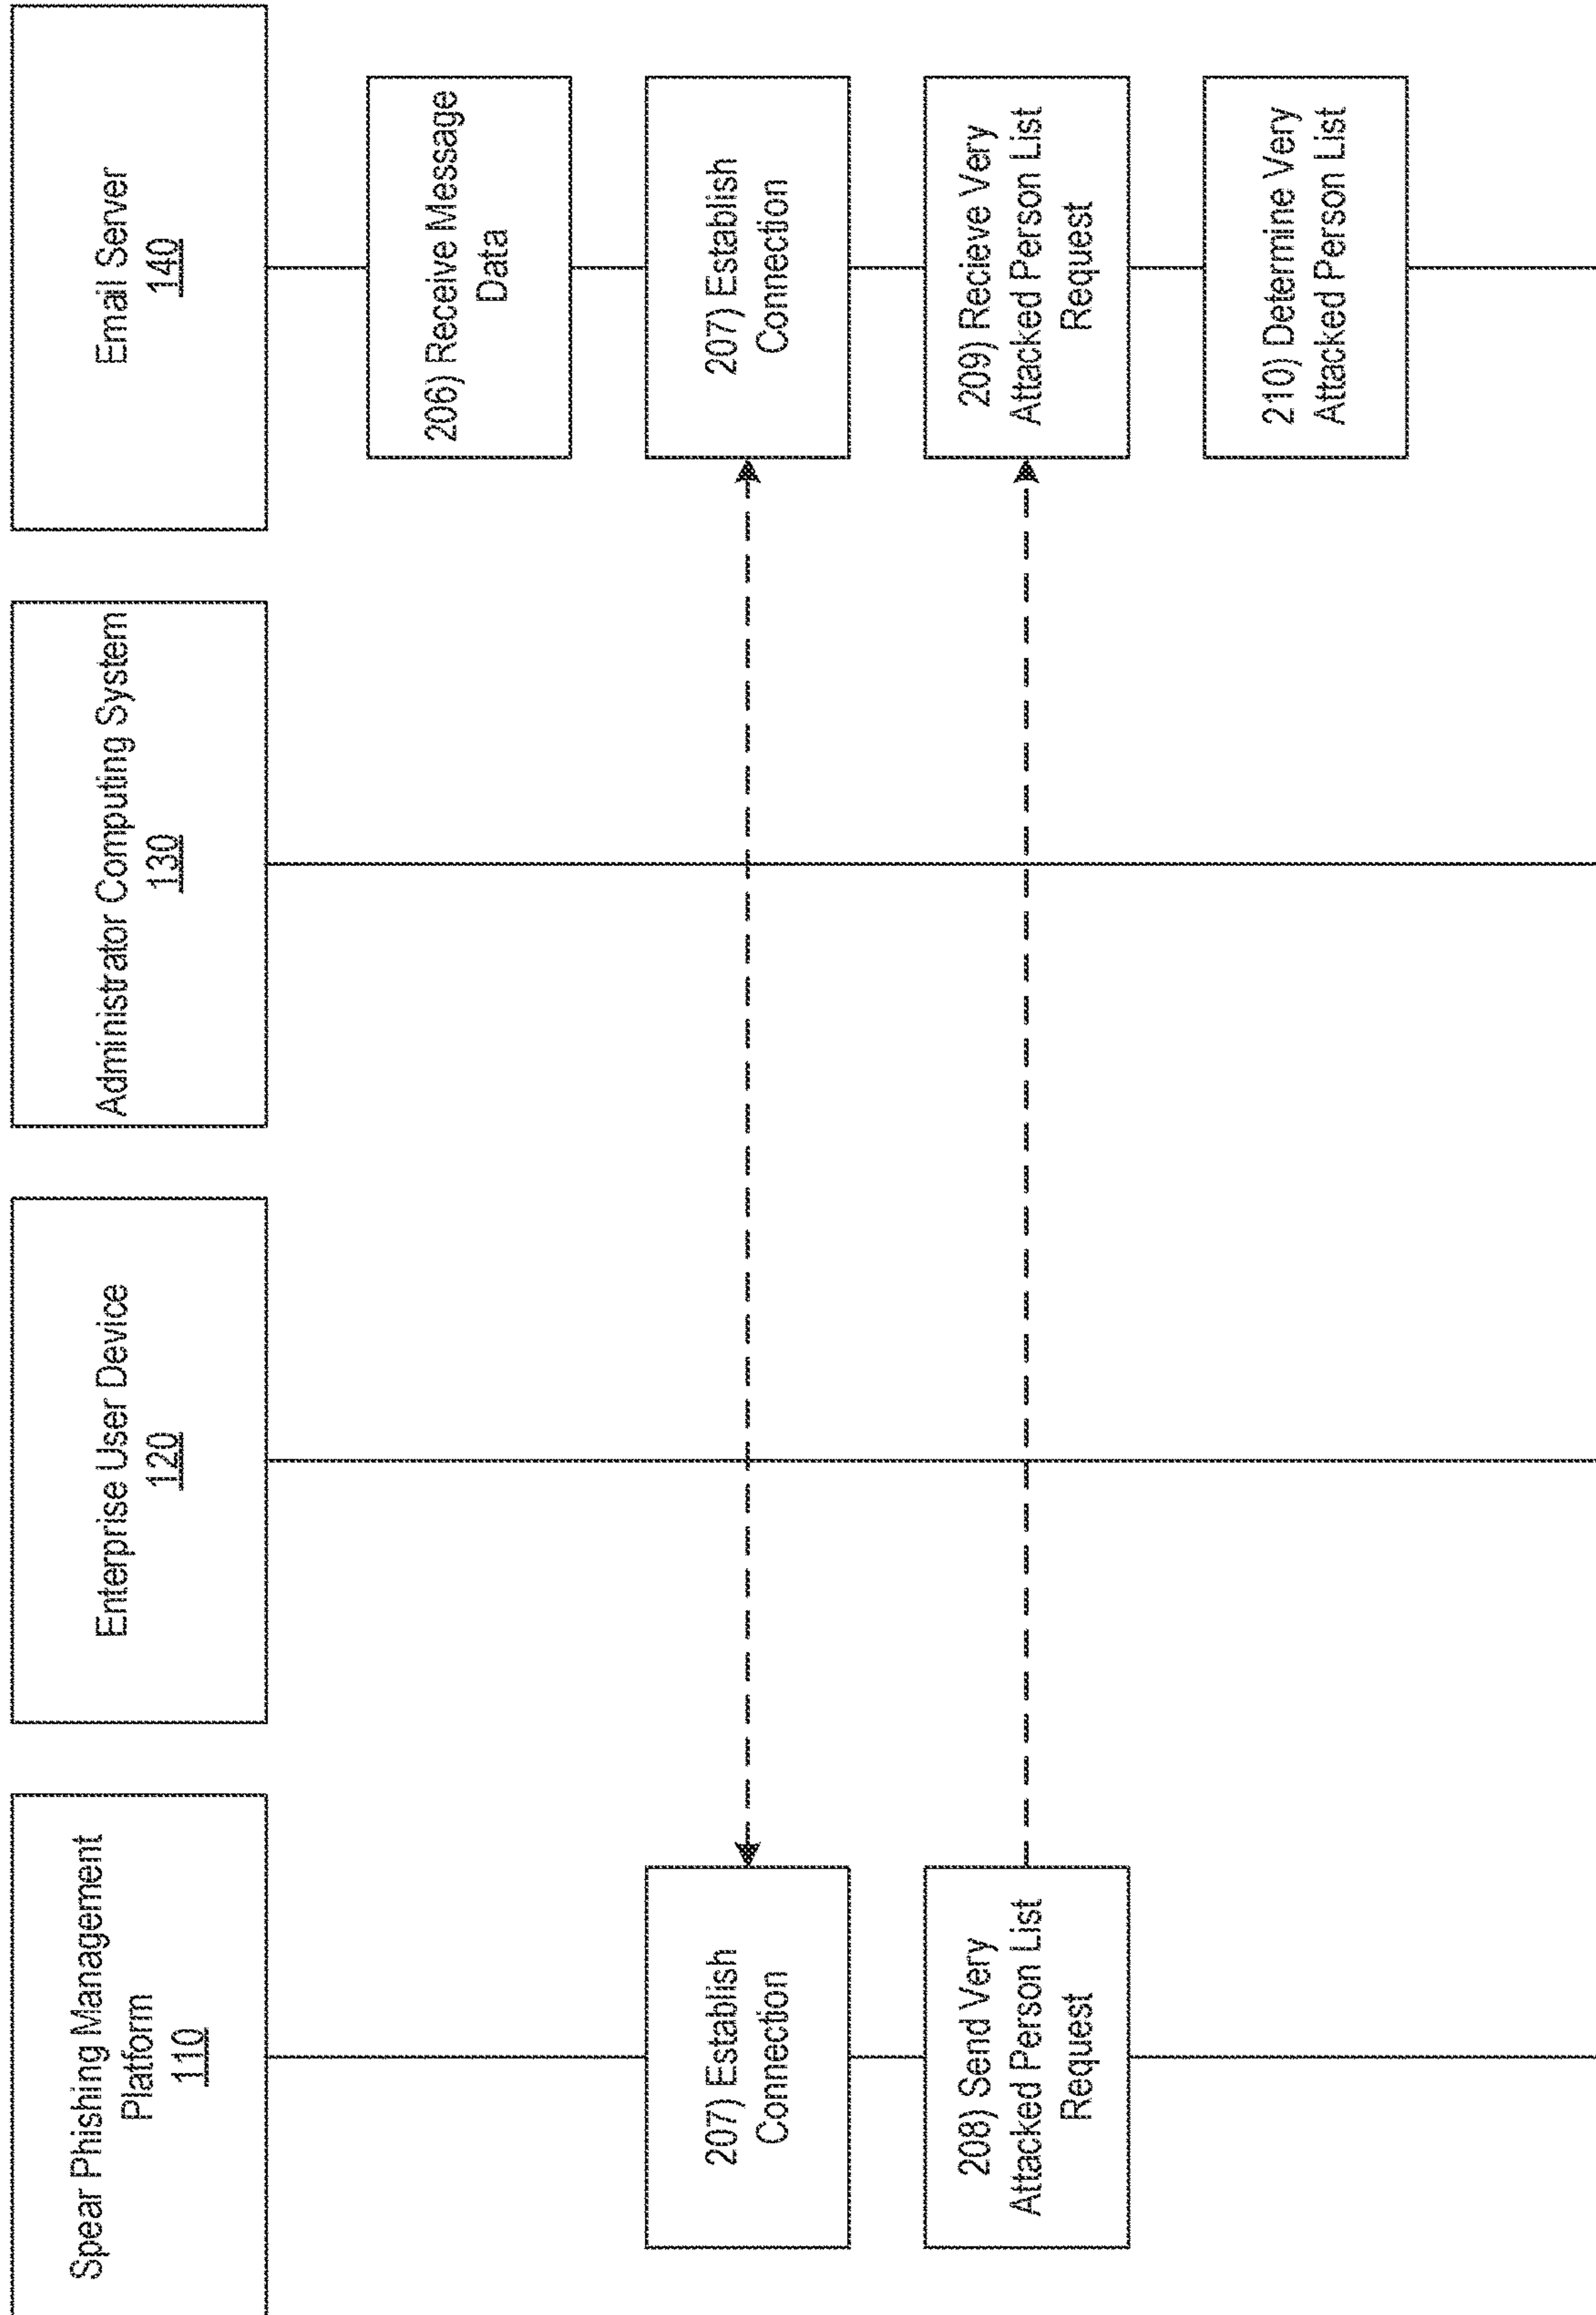 Spear Phishing Management
Platform
110
Enterprise User Device
120
Administrator Computing System
130
Email Server
140
206) Receive Message
Data
207) Establish
Connection
207) Establish
Connection
208) Send Very
Attacked Person List
Request
209) Recieve Very
Attacked Person List
Request
210) Determine Very
Attacked Person List